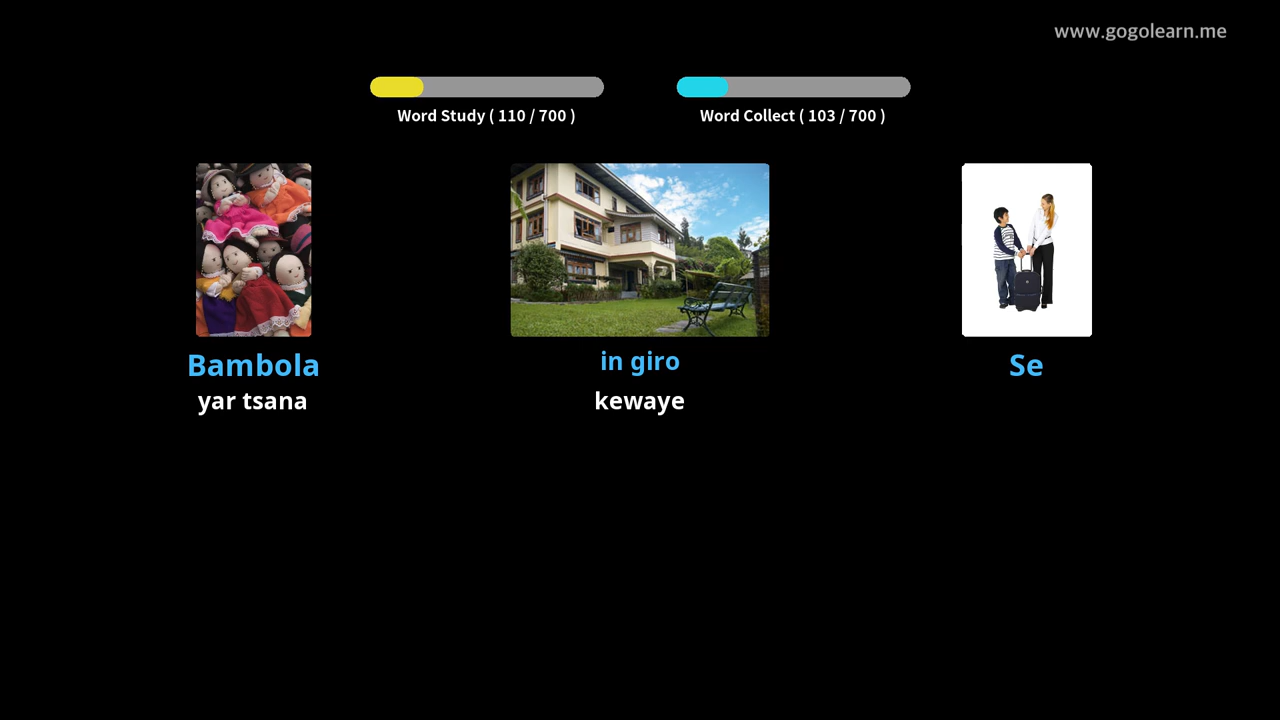 www.gogolearn.me
Word Study ( 110 / 700 )
Word Collect ( 103 / 700 )
Bambola
yar tsana
in giro
kewaye
Se